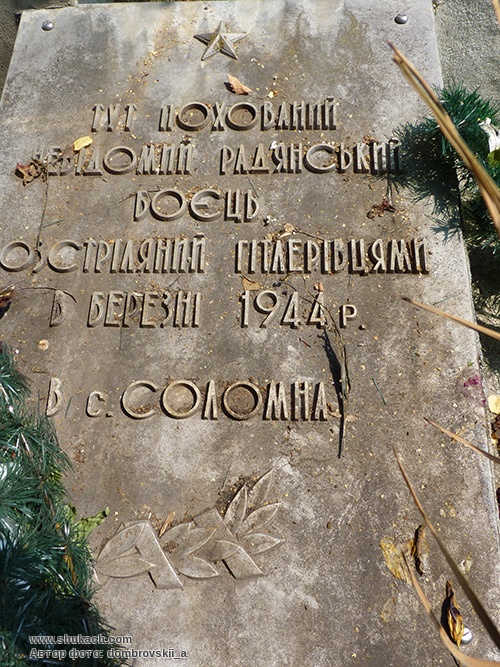 ТУТ ПОХОВАНИЙ
НЕВІДОМИЙ РАДЯНСЬКИЙ
БОЄЦЬ
РОЗСТРІЛЯНИЙ ГІТЛЕРІВЦЯМИ
В БЕРЕЗНІ 1944 р.
В с. СОЛОМНА
www.shukach.com
Автор фото: dombrovskii_a